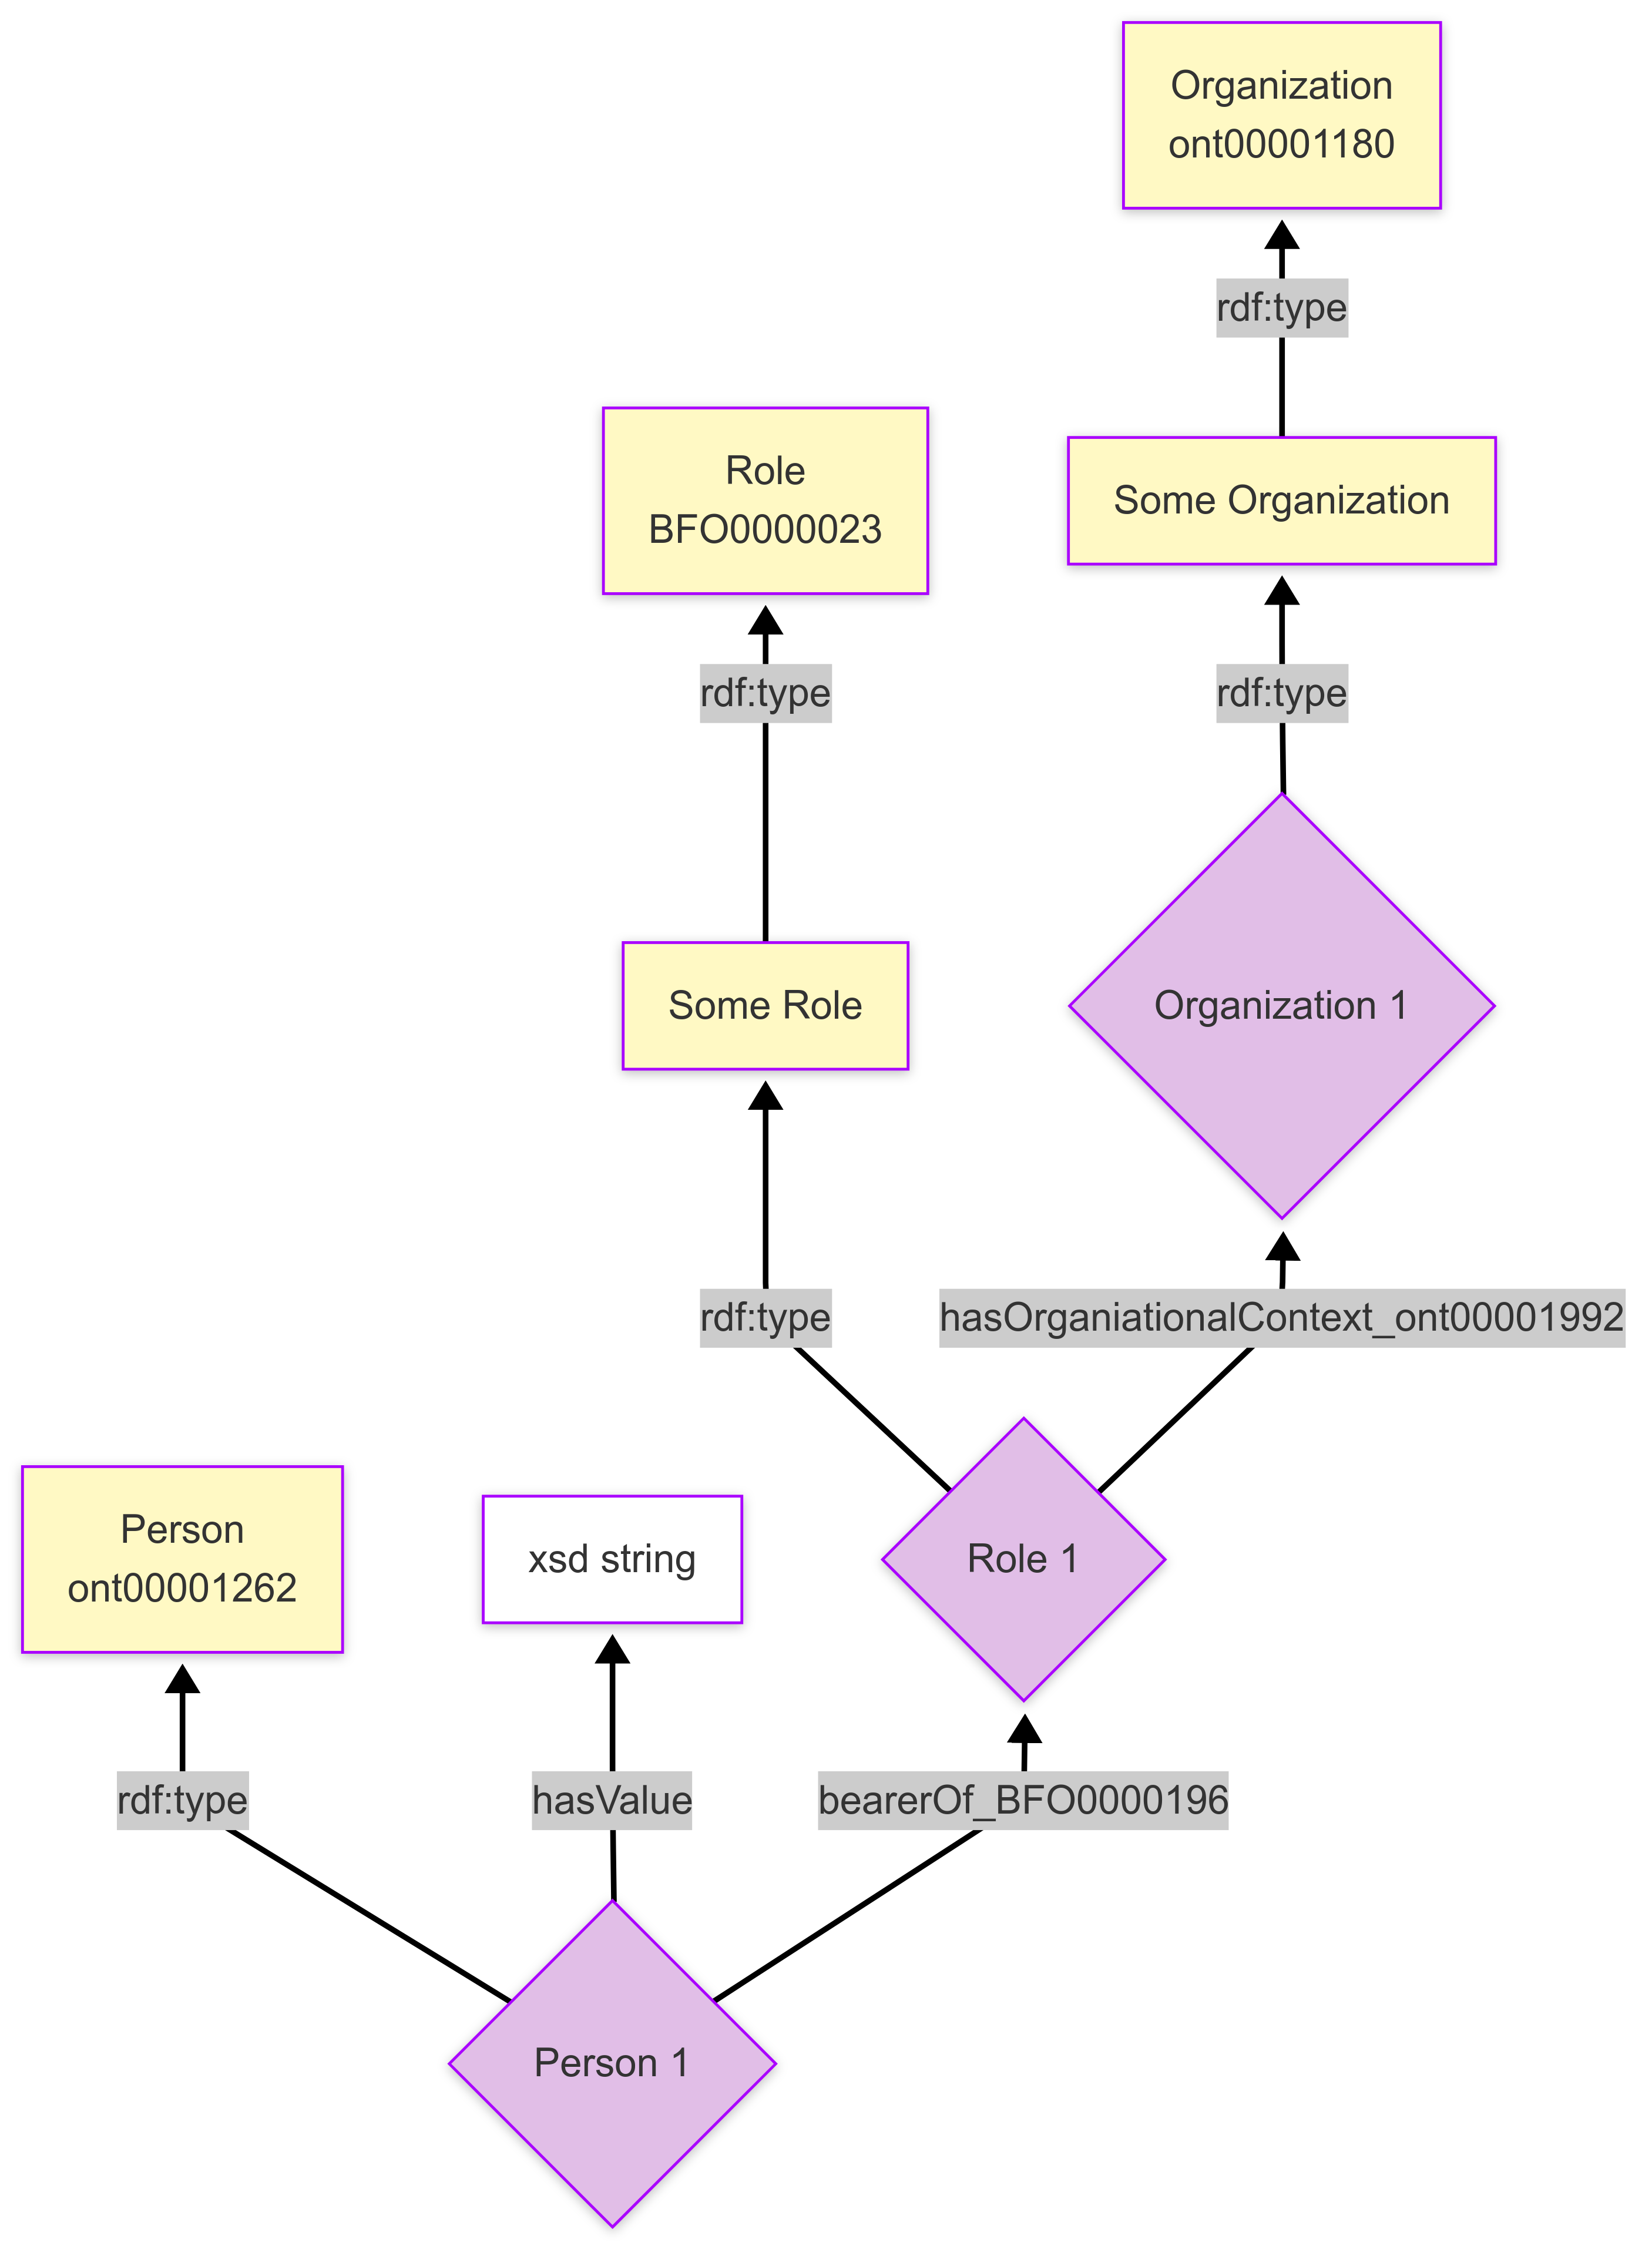 Organization
ont00001180
rdf:type
Role
BFO0000023
Some Organization
rdf:type
rdf:type
Some Role
Organization 1
rdf:type
hasOrganiationalContext_ont00001992
Person
ont00001262
xsd string
Role 1
rdf:type
hasValue
bearerOf_BFO0000196
Person 1